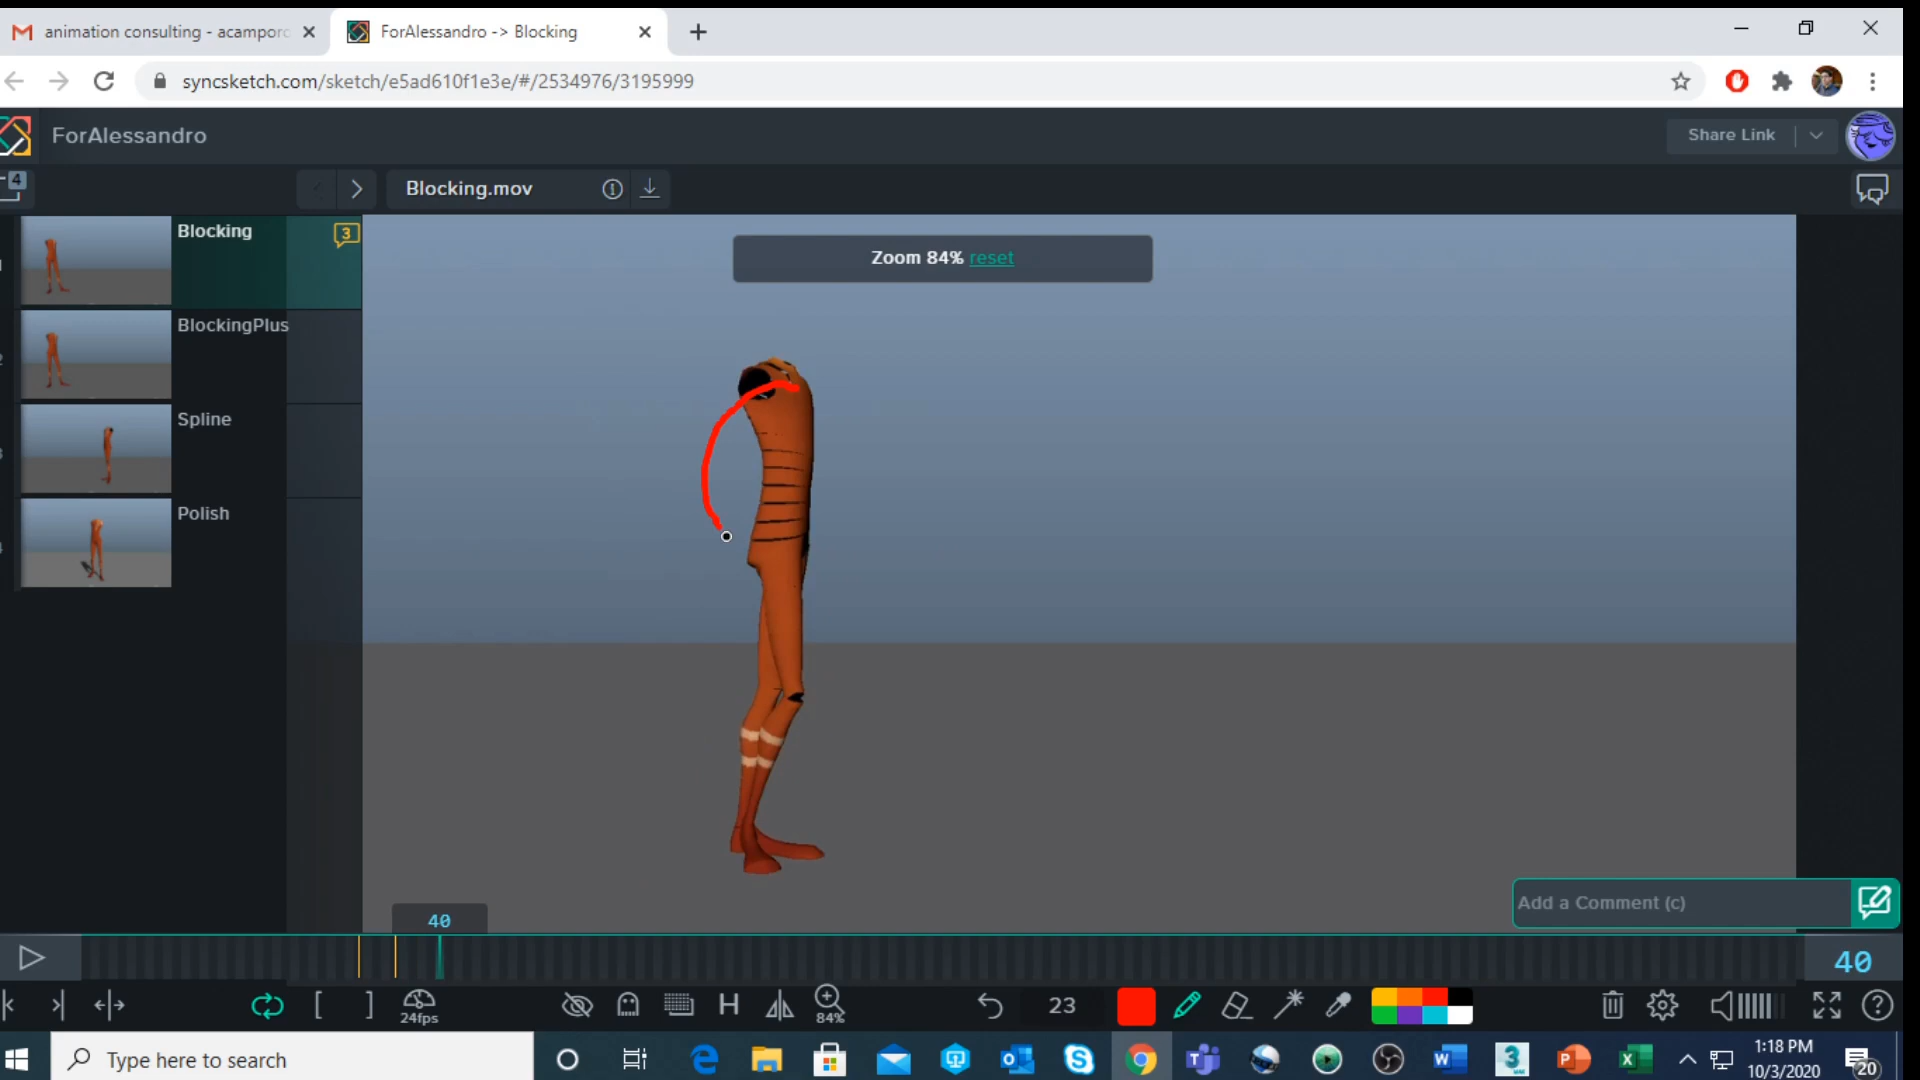 animation consulting - acamporc
ForAlessandro -> Blocking
syncsketch.com/sketch/e5ad610f1e3e/#/2534976/3195999
ForAlessandro
Share Link
4
Blocking.mov
Blocking
3
BlockingPlus
Spline
Polish
Zoom 84% reset
Add a Comment (c)
40
40
24fps
H
84%
23
Type here to search
1:18 PM
10/3/2020
20